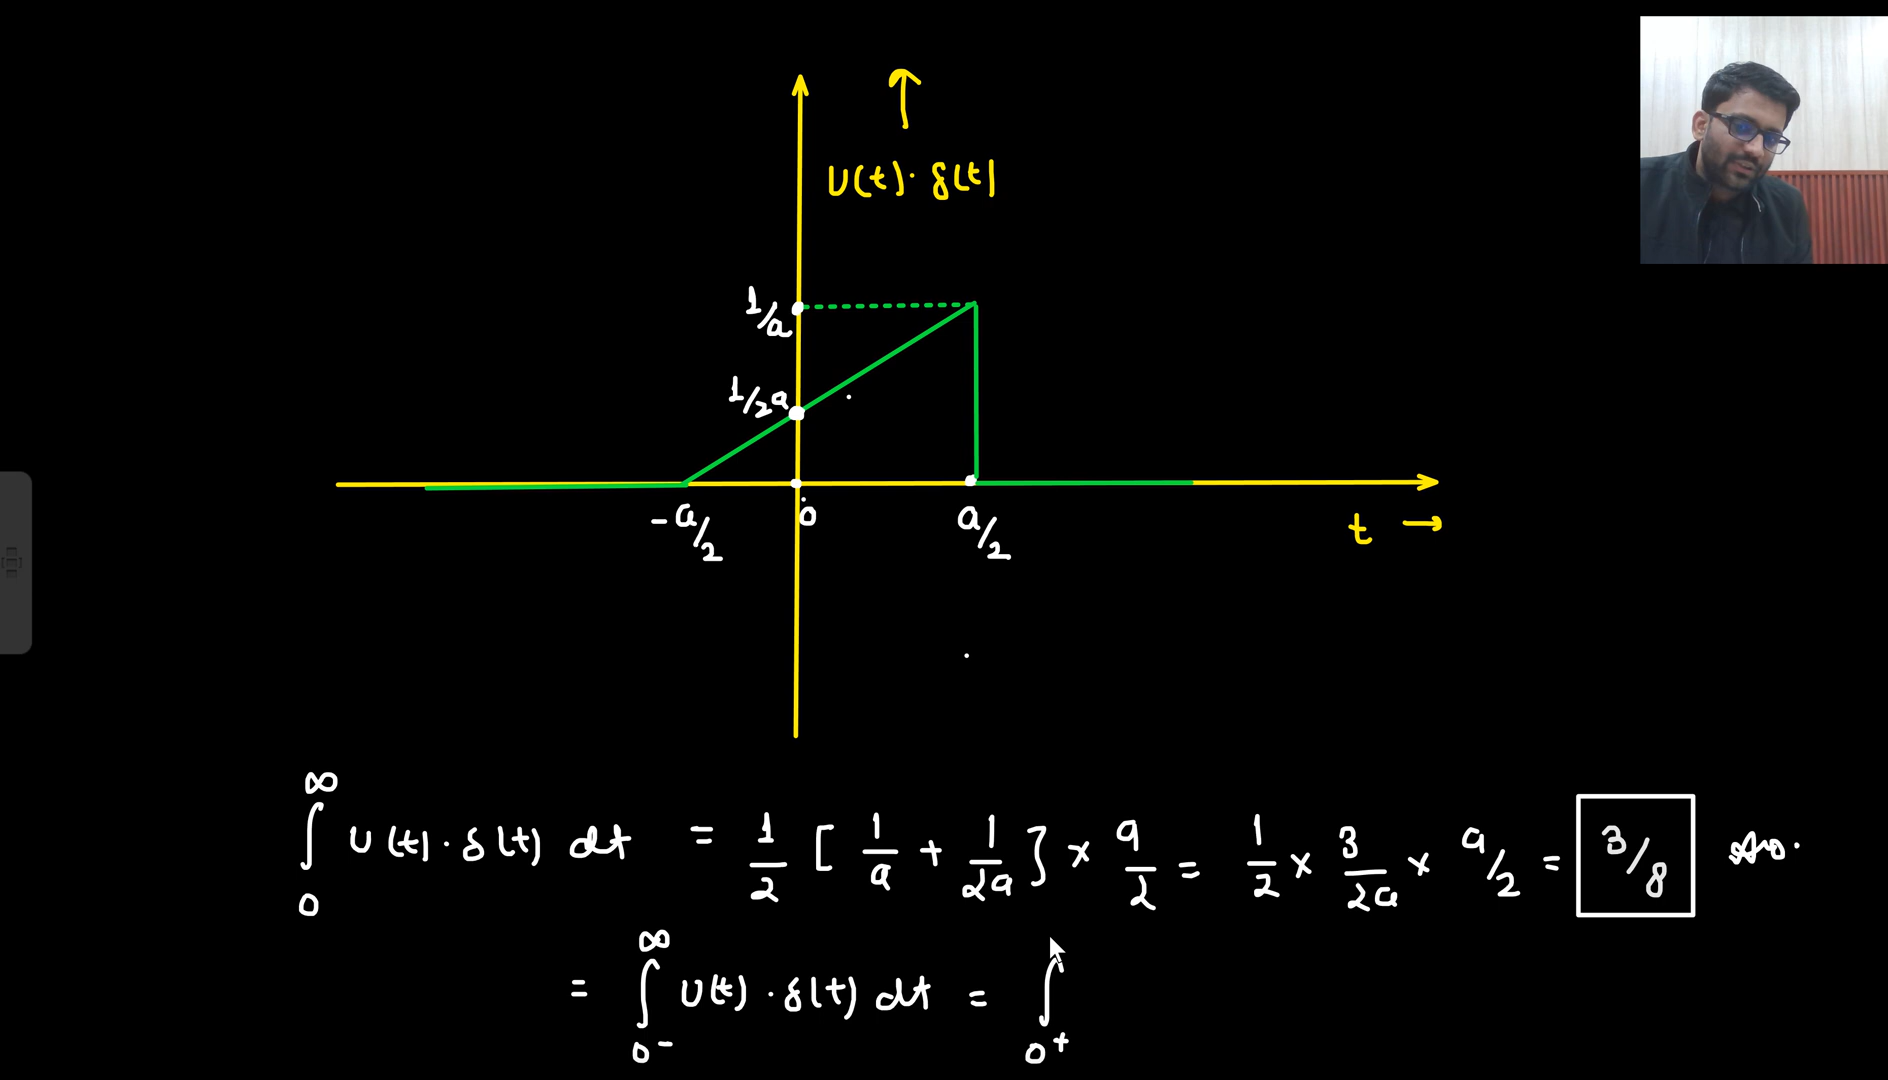 U(t)·δ(t)
1/a
1/2a
-a/2 0 a/2
t →
∫₀^∞ U(t)·δ(t) dt = 1/2 [1/a + 1/2a] × a/2 = 1/2 × 3/2a × a/2 = 3/8 Ans.
= ∫₀₋^∞ U(t)·δ(t) dt = ∫₀₊